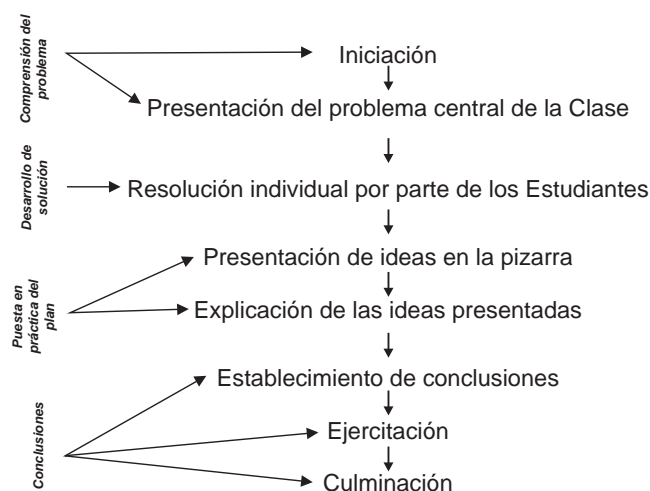 Comprensión del
problema
Iniciación
Presentación del problema central de la Clase
Desarrollo de
solución
Resolución individual por parte de los Estudiantes
Puesta en
práctica del
plan
Presentación de ideas en la pizarra
Explicación de las ideas presentadas
Conclusiones
Establecimiento de conclusiones
Ejercitación
Culminación